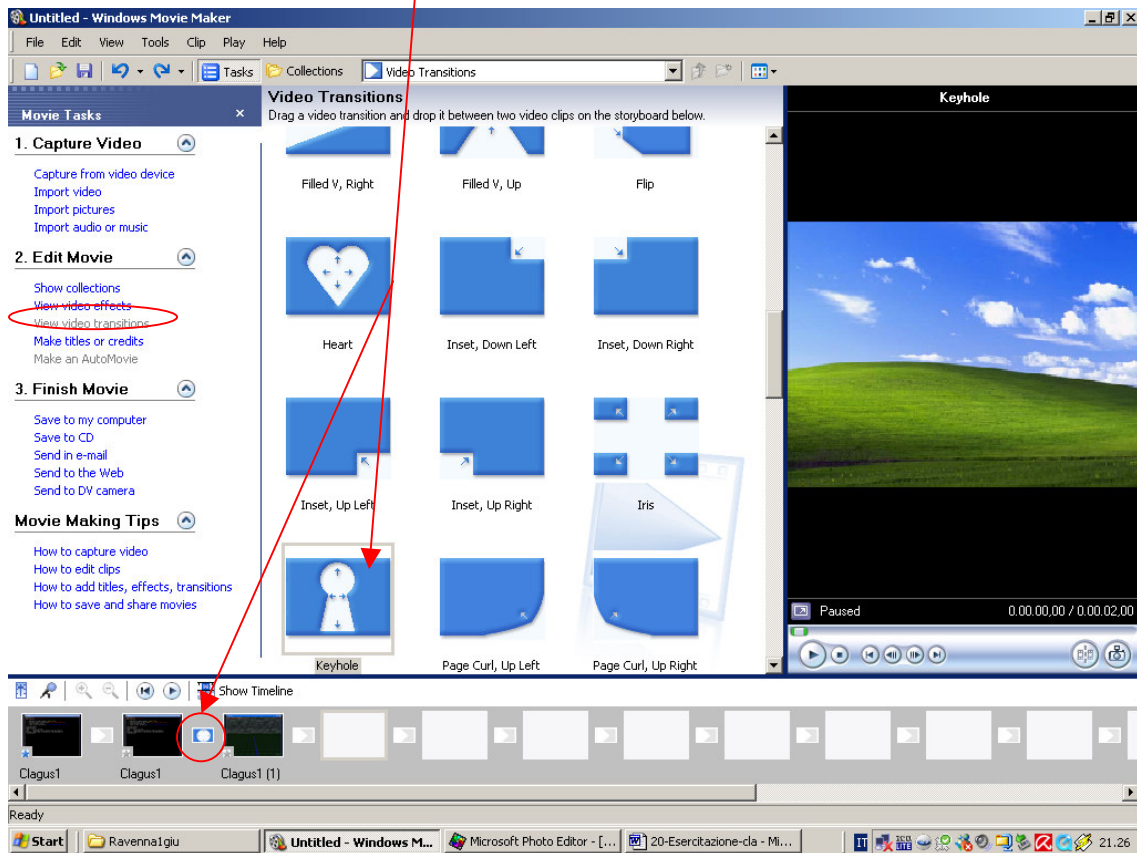 Untitled - Windows Movie Maker
File Edit View Tools Clip Play Help
Tasks Collections Video Transitions
Movie Tasks
1. Capture Video
Capture from video device
Import video
Import pictures
Import audio or music
2. Edit Movie
Show collections
View video effects
View video transitions
Make titles or credits
Make an AutoMovie
3. Finish Movie
Save to my computer
Save to CD
Send in e-mail
Send to the Web
Send to DV camera
Movie Making Tips
How to capture video
How to edit clips
How to add titles, effects, transitions
How to save and share movies
Video Transitions
Drag a video transition and drop it between two video clips on the storyboard below.
Filled V, Right Filled V, Up Flip
Heart Inset, Down Left Inset, Down Right
Inset, Up Left Inset, Up Right Iris
Keyhole Page Curl, Up Left Page Curl, Up Right
Keyhole
Paused 0.00.00,00 / 0.00.02,00
Show Timeline
Clagus1 Clagus1 Clagus1 (1)
Ready
Start Ravenna1giu Untitled - Windows M... Microsoft Photo Editor - [... 20-Esercitazione-cla - Mi... IT 21.26